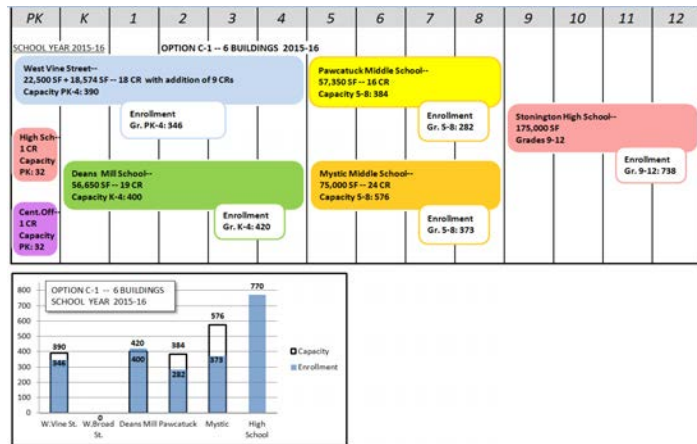 PK K 1 2 3 4 5 6 7 8 9 10 11 12
SCHOOL YEAR 2015-16 OPTION C-1 -- 6 BUILDINGS 2015-16
West Vine Street--
22,500 SF + 18,574 SF -- 18 CR with addition of 9 CRs
Capacity PK-4: 390
Enrollment
Gr. PK-4: 346
Pawcatuck Middle School--
57,350 SF -- 16 CR
Capacity 5-8: 384
Enrollment
Gr. 5-8: 282
Stonington High School--
175,000 SF
Grades 9-12
Enrollment
Gr. 9-12: 738
High Sch--
1 CR
Capacity
PK: 32
Deans Mill School--
56,650 SF -- 19 CR
Capacity K-4: 400
Enrollment
Gr. K-4: 420
Mystic Middle School--
75,000 SF -- 24 CR
Capacity 5-8: 576
Enrollment
Gr. 5-8: 373
Cent.Off--
1 CR
Capacity
PK: 32
OPTION C-1 -- 6 BUILDINGS
SCHOOL YEAR 2015-16
800
700
600
500
400
300
200
100
0
390
346
0
420
400
384
282
576
373
770
Capacity
Enrollment
W.Vine St. W.Broad Deans Mill Pawcatuck Mystic High
St. School